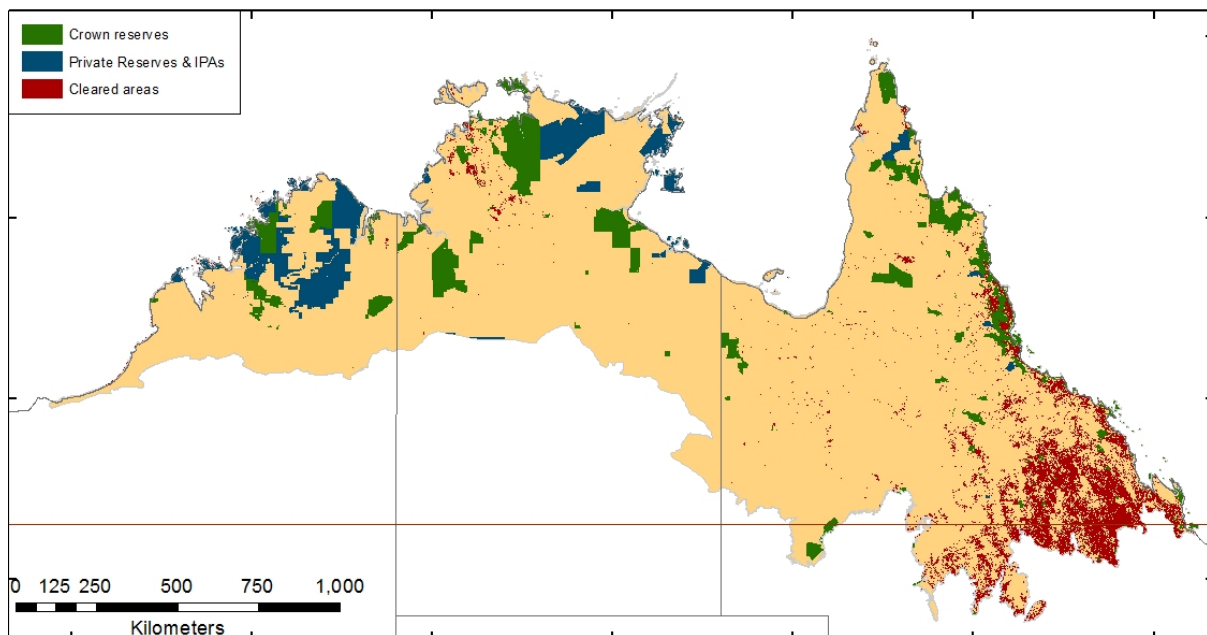 Crown reserves
Private Reserves & IPAs
Cleared areas
0 125 250 500 750 1,000
Kilometers